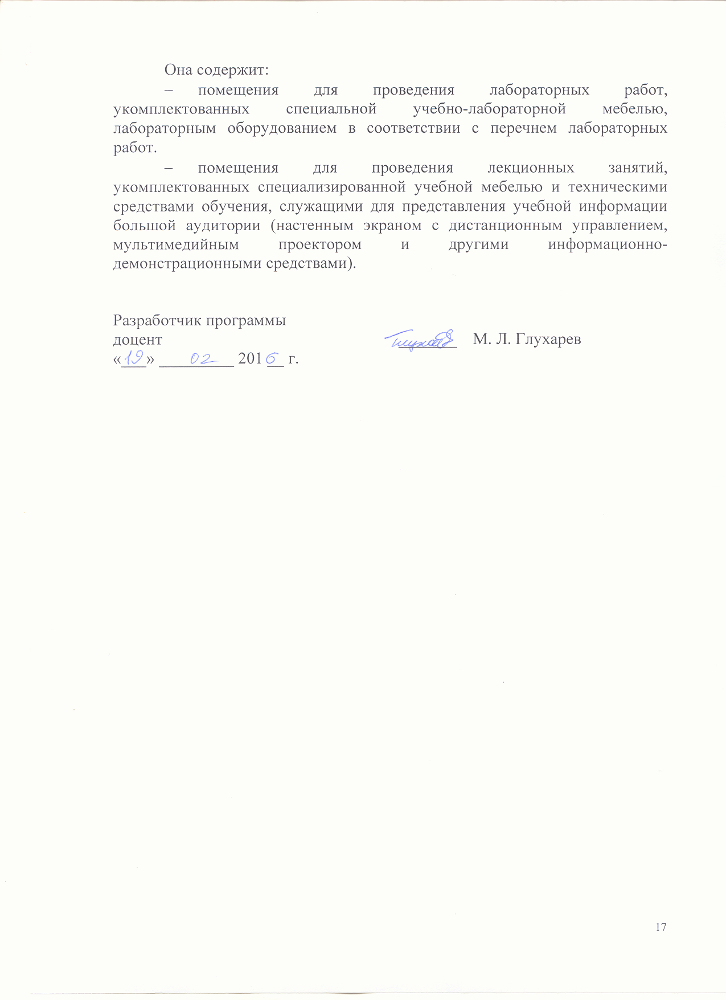 Она содержит:
– помещения для проведения лабораторных работ,
укомплектованных специальной учебно-лабораторной мебелью,
лабораторным оборудованием в соответствии с перечнем лабораторных
работ.
– помещения для проведения лекционных занятий,
укомплектованных специализированной учебной мебелью и техническими
средствами обучения, служащими для представления учебной информации
большой аудитории (настенным экраном с дистанционным управлением,
мультимедийным проектором и другими информационно-
демонстрационными средствами).
Разработчик программы
доцент М. Л. Глухарев
«19» 02 2016 г.
17